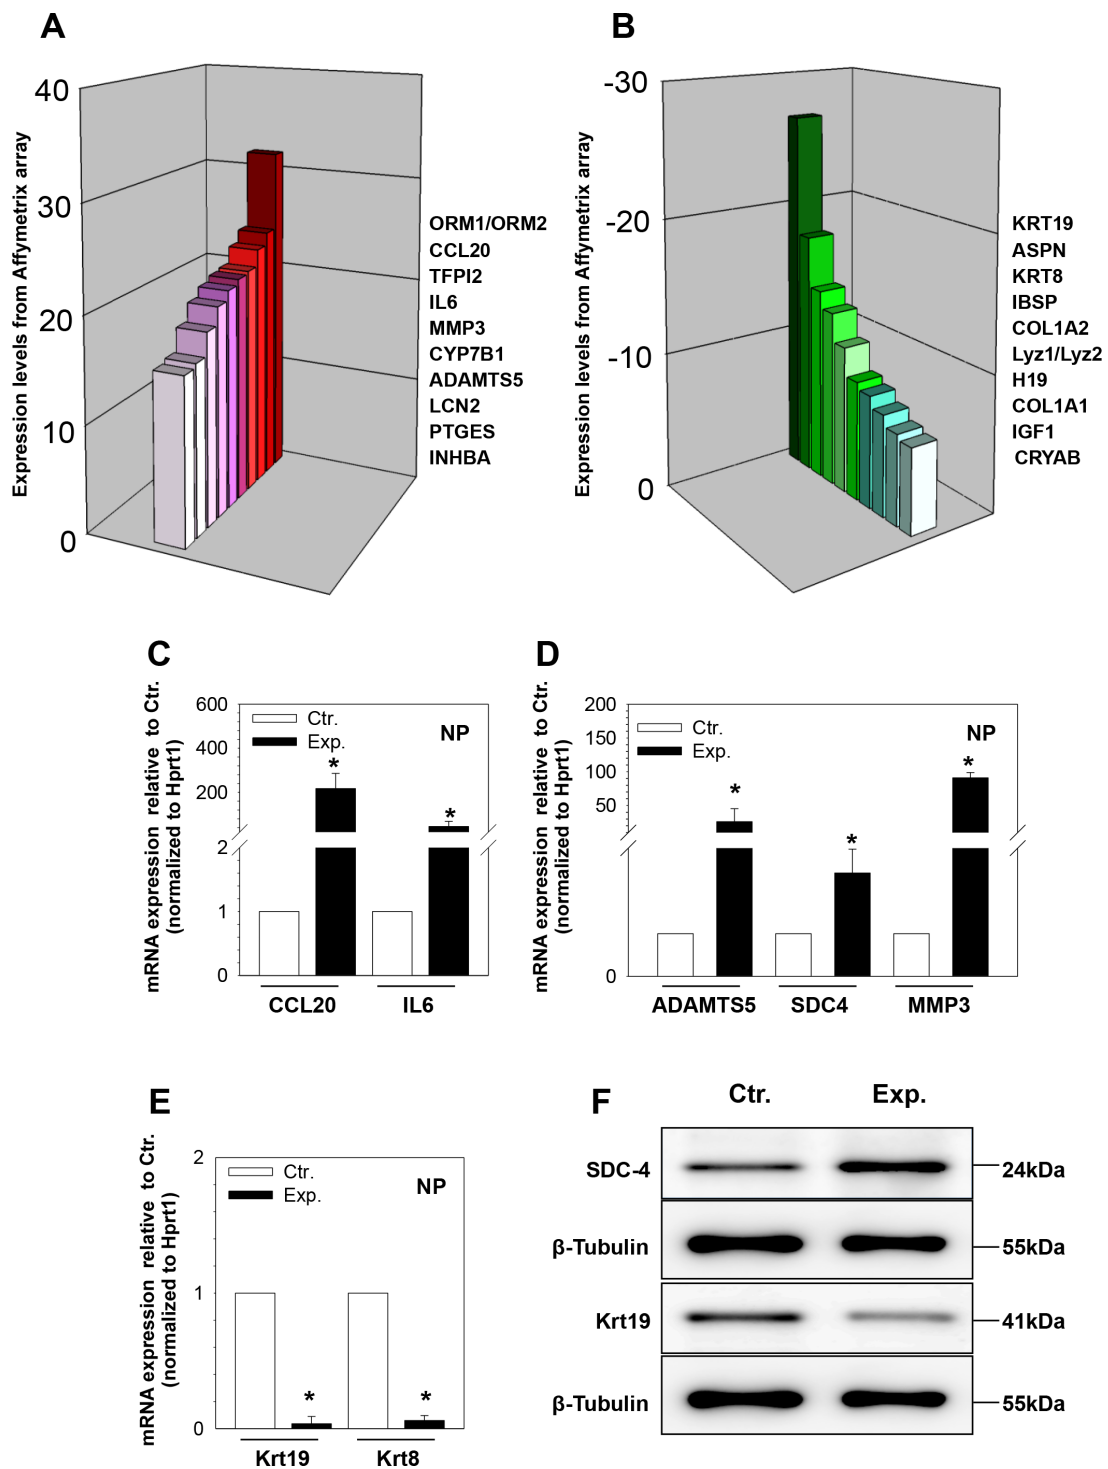 A
Expression levels from Affymetrix array
40
30
20
10
0
ORM1/ORM2
CCL20
TFPI2
IL6
MMP3
CYP7B1
ADAMTS5
LCN2
PTGES
INHBA
B
Expression levels from Affymetrix array
-30
-20
-10
0
KRT19
ASPN
KRT8
IBSP
COL1A2
Lyz1/Lyz2
H19
COL1A1
IGF1
CRYAB
C
mRNA expression relative to Ctr.
(normalized to Hprt1)
600
400
200
2
1
0
Ctr.
Exp.
NP
*
*
CCL20 IL6
D
mRNA expression relative to Ctr.
(normalized to Hprt1)
200
150
100
50
0
Ctr.
Exp.
NP
*
*
*
ADAMTS5 SDC4 MMP3
E
mRNA expression relative to Ctr.
(normalized to Hprt1)
2
1
0
Ctr.
Exp.
NP
*
*
Krt19 Krt8
F
Ctr. Exp.
SDC-4 24kDa
β-Tubulin 55kDa
Krt19 41kDa
β-Tubulin 55kDa